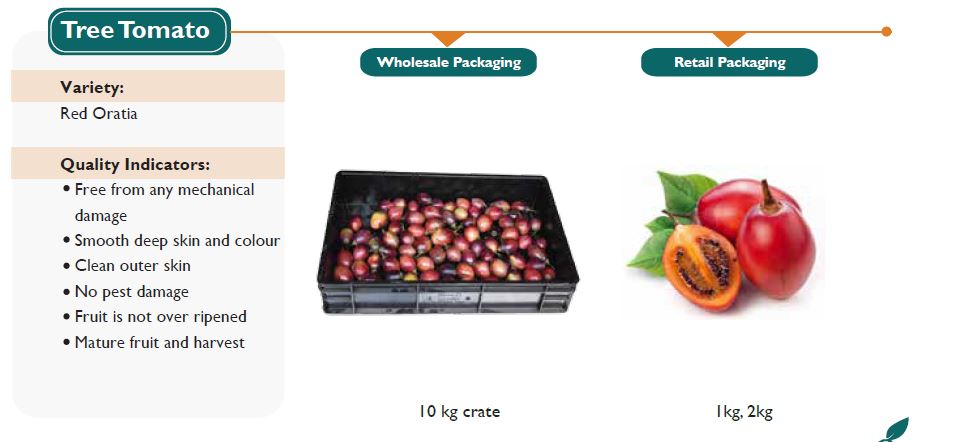 Tree Tomato
Wholesale Packaging
Retail Packaging
Variety:
Red Oratia
Quality Indicators:
• Free from any mechanical
damage
• Smooth deep skin and colour
• Clean outer skin
• No pest damage
• Fruit is not over ripened
• Mature fruit and harvest
10 kg crate
1kg, 2kg